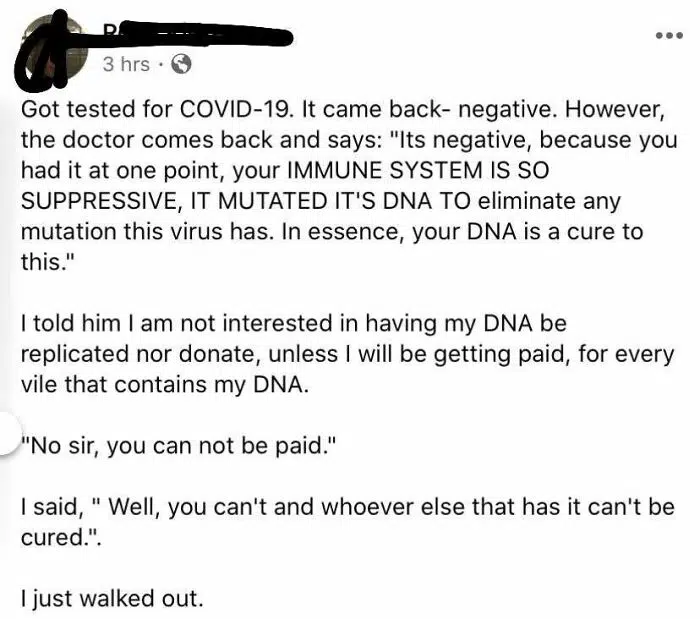 3 hrs ·
Got tested for COVID-19. It came back- negative. However,
the doctor comes back and says: "Its negative, because you
had it at one point, your IMMUNE SYSTEM IS SO
SUPPRESSIVE, IT MUTATED IT'S DNA TO eliminate any
mutation this virus has. In essence, your DNA is a cure to
this."
I told him I am not interested in having my DNA be
replicated nor donate, unless I will be getting paid, for every
vile that contains my DNA.
"No sir, you can not be paid."
I said, " Well, you can't and whoever else that has it can't be
cured.".
I just walked out.